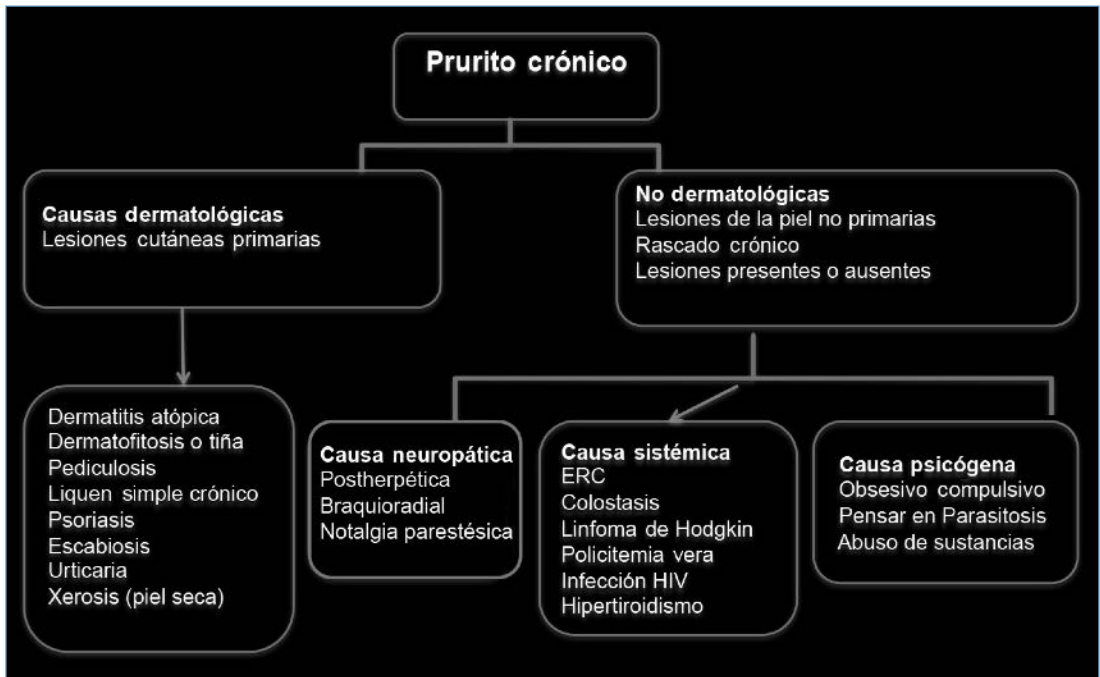 Prurito crónico
Causas dermatológicas
Lesiones cutáneas primarias
No dermatológicas
Lesiones de la piel no primarias
Rascado crónico
Lesiones presentes o ausentes
Dermatitis atópica
Dermatofitosis o tiña
Pediculosis
Liquen simple crónico
Psoriasis
Escabiosis
Urticaria
Xerosis (piel seca)
Causa neuropática
Postherpética
Braquioradial
Notalgia parestésica
Causa sistémica
ERC
Colostasis
Linfoma de Hodgkin
Policitemia vera
Infección HIV
Hipertiroidismo
Causa psicógena
Obsesivo compulsivo
Pensar en Parasitosis
Abuso de sustancias